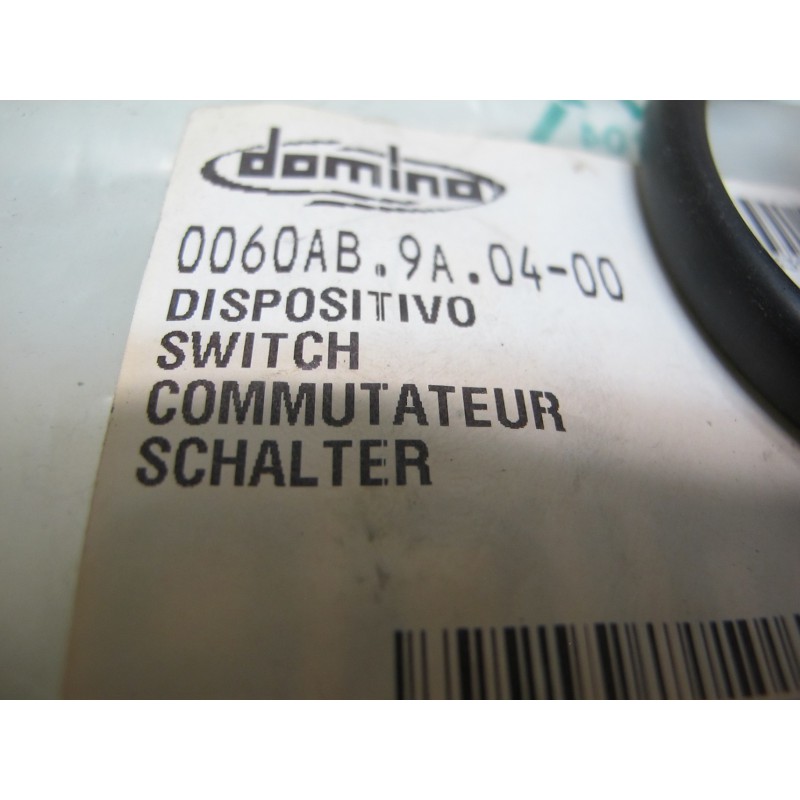 domino
0060AB.9A.04-00
DISPOSITIVO
SWITCH
COMMUTATEUR
SCHALTER